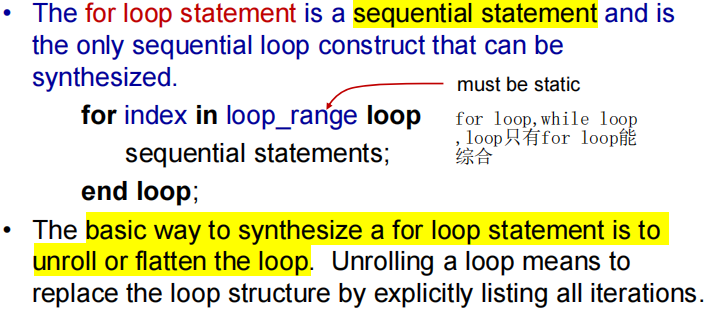 • The for loop statement is a sequential statement and is
the only sequential loop construct that can be
synthesized.
must be static
for index in loop_range loop
for loop,while loop
,loop只有for loop能
综合
sequential statements;
end loop;
• The basic way to synthesize a for loop statement is to
unroll or flatten the loop. Unrolling a loop means to
replace the loop structure by explicitly listing all iterations.